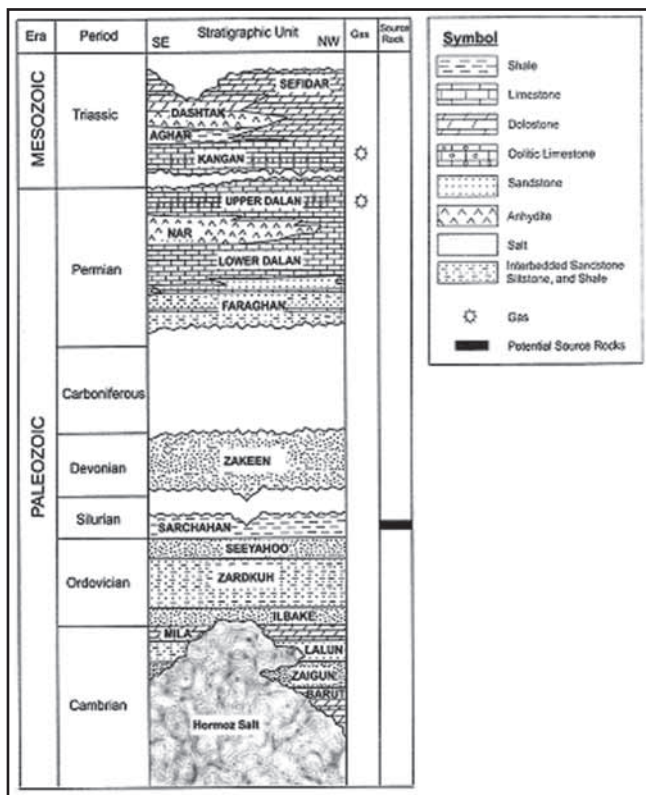 Era
Period
Stratigraphic Unit
SE
NW
Gas
Source
Rock
MESOZOIC
Triassic
SEFIDAR
DASHTAK
AGHAR
KANGAN
PALEOZOIC
Permian
UPPER DALAN
NAR
LOWER DALAN
FARAGHAN
Carboniferous
Devonian
ZAKEEN
Silurian
SARCHAHAN
Ordovician
SEEYAHOO
ZARDKUH
ILBAKE
Cambrian
MILA
LALUN
ZAIGUN
BARUT
Hormoz Salt
Symbol
Shale
Limestone
Dolostone
Oolitic Limestone
Sandstone
Anhydite
Salt
Interbedded Sandstone
Siltstone, and Shale
Gas
Potential Source Rocks